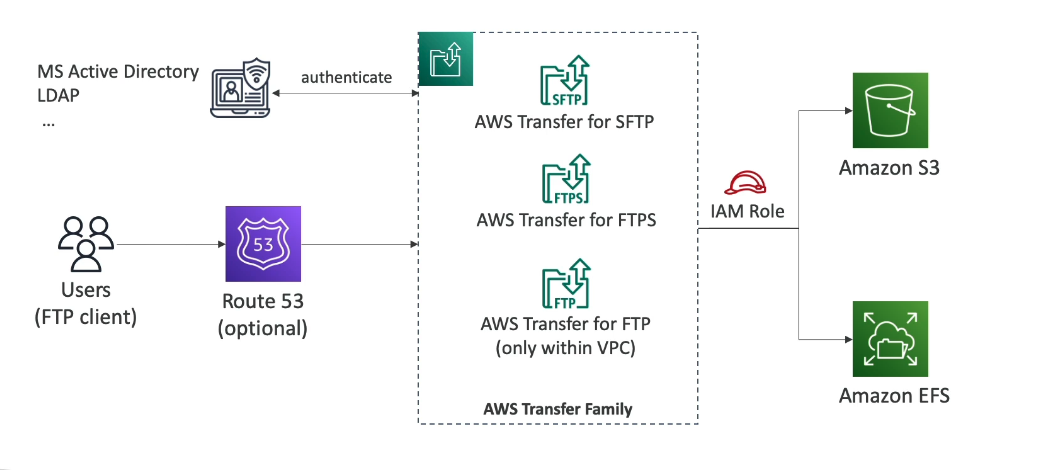 MS Active Directory
LDAP
...
authenticate
SFTP
AWS Transfer for SFTP
FTPS
AWS Transfer for FTPS
FTP
AWS Transfer for FTP
(only within VPC)
AWS Transfer Family
Users
(FTP client)
53
Route 53
(optional)
IAM Role
Amazon S3
Amazon EFS